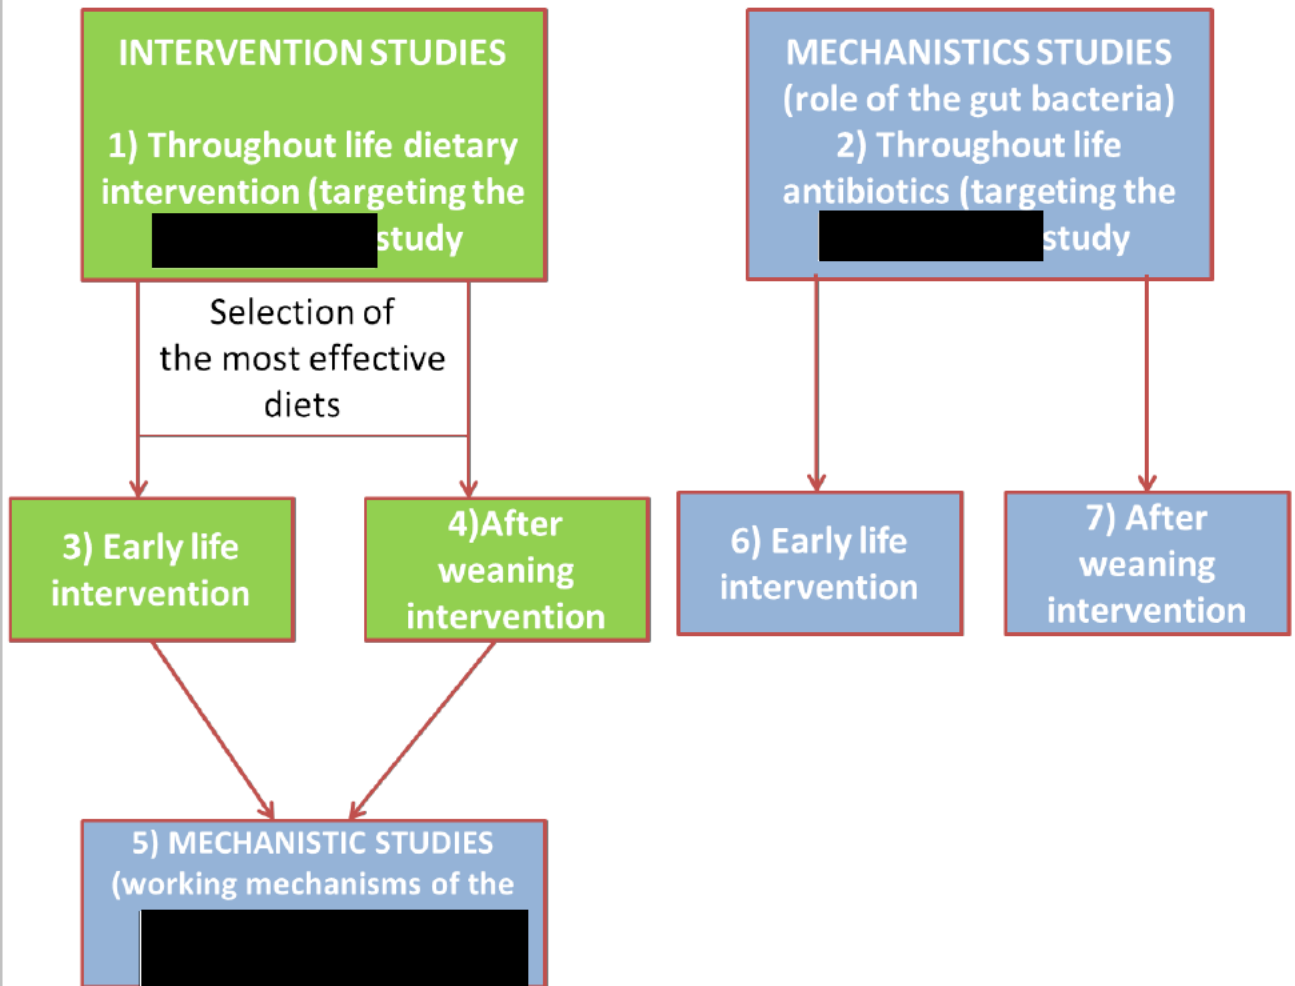 INTERVENTION STUDIES
1) Throughout life dietary
intervention (targeting the
study
MECHANISTICS STUDIES
(role of the gut bacteria)
2) Throughout life
antibiotics (targeting the
study
Selection of
the most effective
diets
3) Early life
intervention
4)After
weaning
intervention
6) Early life
intervention
7) After
weaning
intervention
5) MECHANISTIC STUDIES
(working mechanisms of the